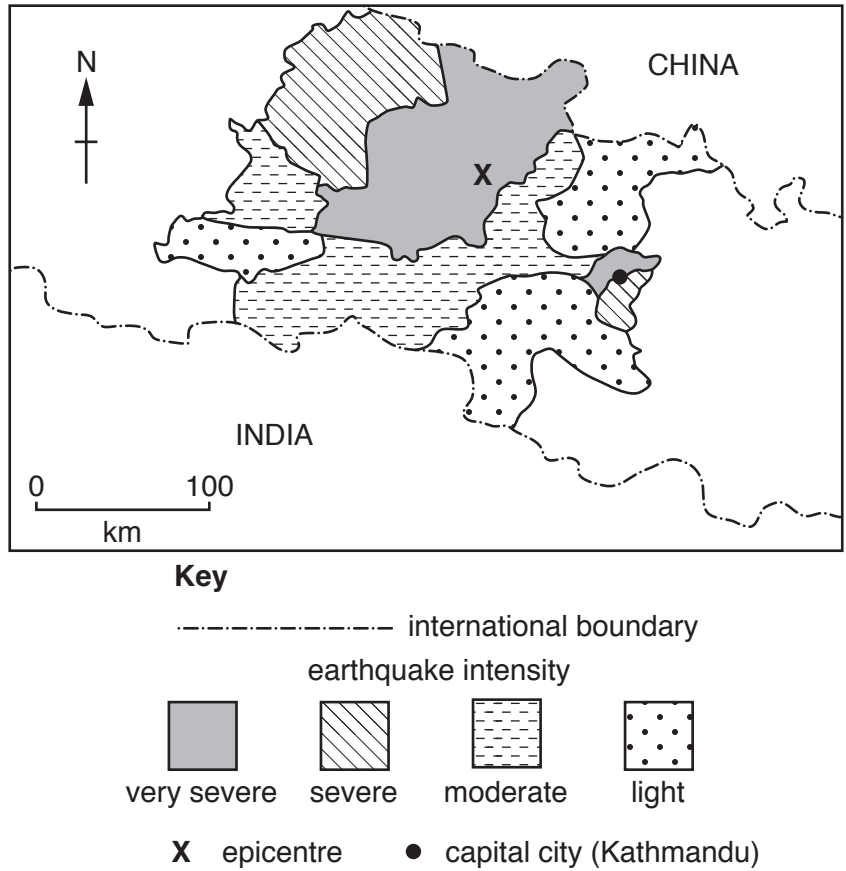 N
CHINA
X
INDIA
0 100
km
Key
international boundary
earthquake intensity
very severe severe moderate light
X epicentre capital city (Kathmandu)